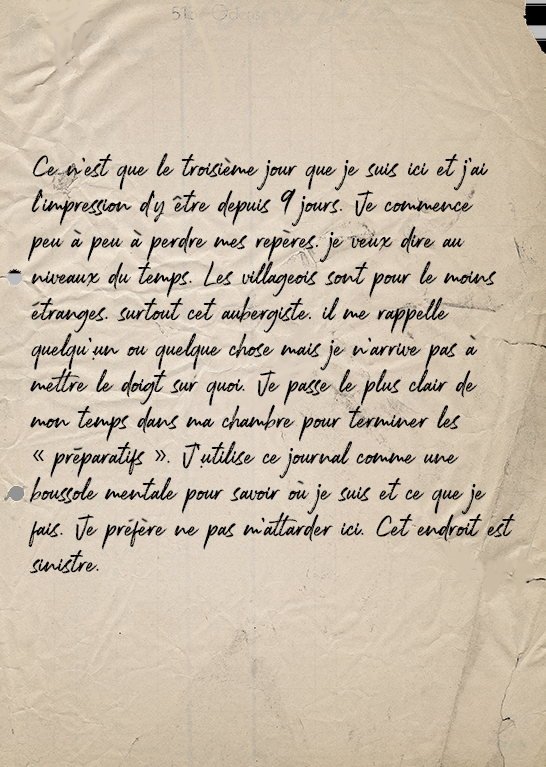 Ce n'est que le troisième jour que je suis ici et j'ai
l'impression d'y être depuis 9 jours. Je commence
peu à peu à perdre mes repères. je veux dire au
niveaux du temps. Les villageois sont pour le moins
étranges. surtout cet aubergiste. il me rappelle
quelqu'un ou quelque chose mais je n'arrive pas à
mettre le doigt sur quoi. Je passe le plus clair de
mon temps dans ma chambre pour terminer les
« préparatifs ». J'utilise ce journal comme une
boussole mentale pour savoir où je suis et ce que je
fais. Je préfère ne pas m'attarder ici. Cet endroit est
sinistre.